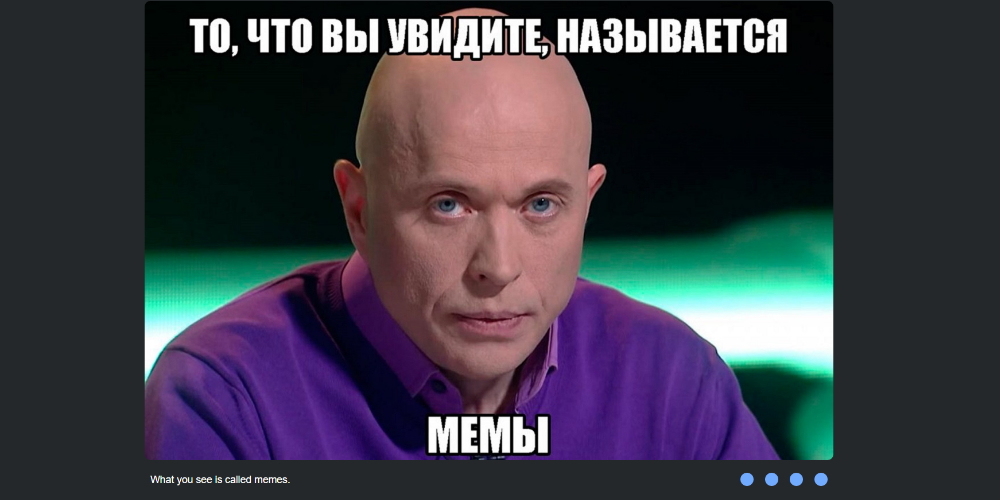 ТО, ЧТО ВЫ УВИДИТЕ, НАЗЫВАЕТСЯ
МЕМЫ
What you see is called memes.